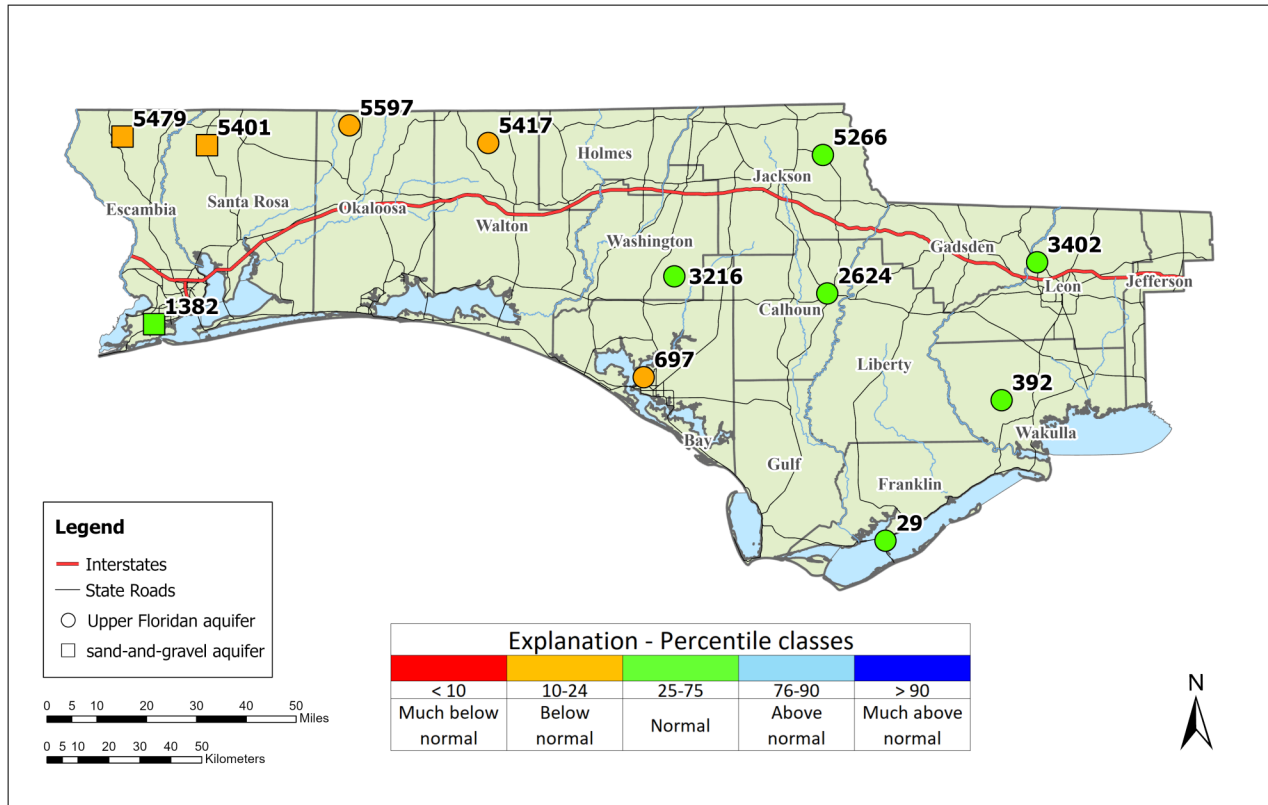 5479
5401
5597
5417
5266
Holmes
Jackson
Escambia
Santa Rosa
Okaloosa
Walton
Washington
Gadsden
3402
Leon
Jefferson
3216
2624
Calhoun
1382
697
Liberty
392
Bay
Wakulla
Gulf
Franklin
29
Legend
Interstates
State Roads
Upper Floridan aquifer
sand-and-gravel aquifer
0 10 20 30 40 50
Miles
0 5 10 20 30 40 50
Kilometers
Explanation - Percentile classes
< 10 10-24 25-75 76-90 > 90
Much below normal Below normal Normal Above normal Much above normal
N